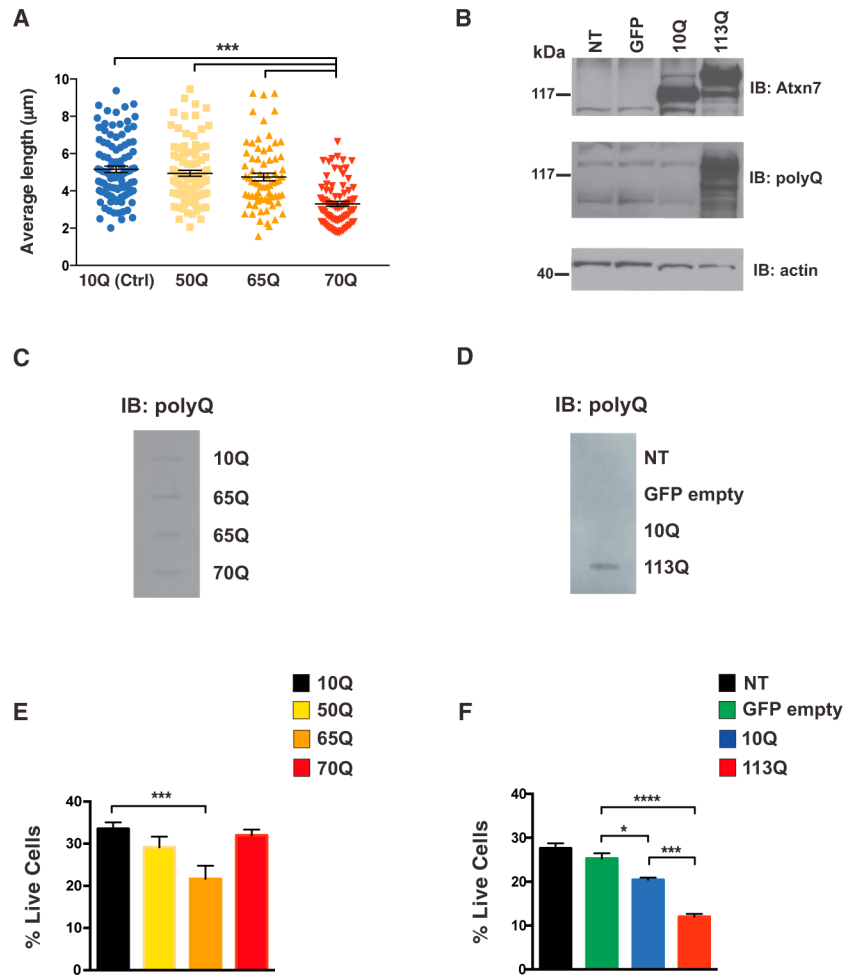 A
***
Average length (µm)
10
8
6
4
2
0
10Q (Ctrl) 50Q 65Q 70Q
B
kDa NT GFP 10Q 113Q
117 IB: Atxn7
117 IB: polyQ
40 IB: actin
C
IB: polyQ
10Q
65Q
65Q
70Q
D
IB: polyQ
NT
GFP empty
10Q
113Q
E
10Q
50Q
65Q
70Q
% Live Cells
40
30
20
10
0
***
F
NT
GFP empty
10Q
113Q
% Live Cells
40
30
20
10
0
****
*
***